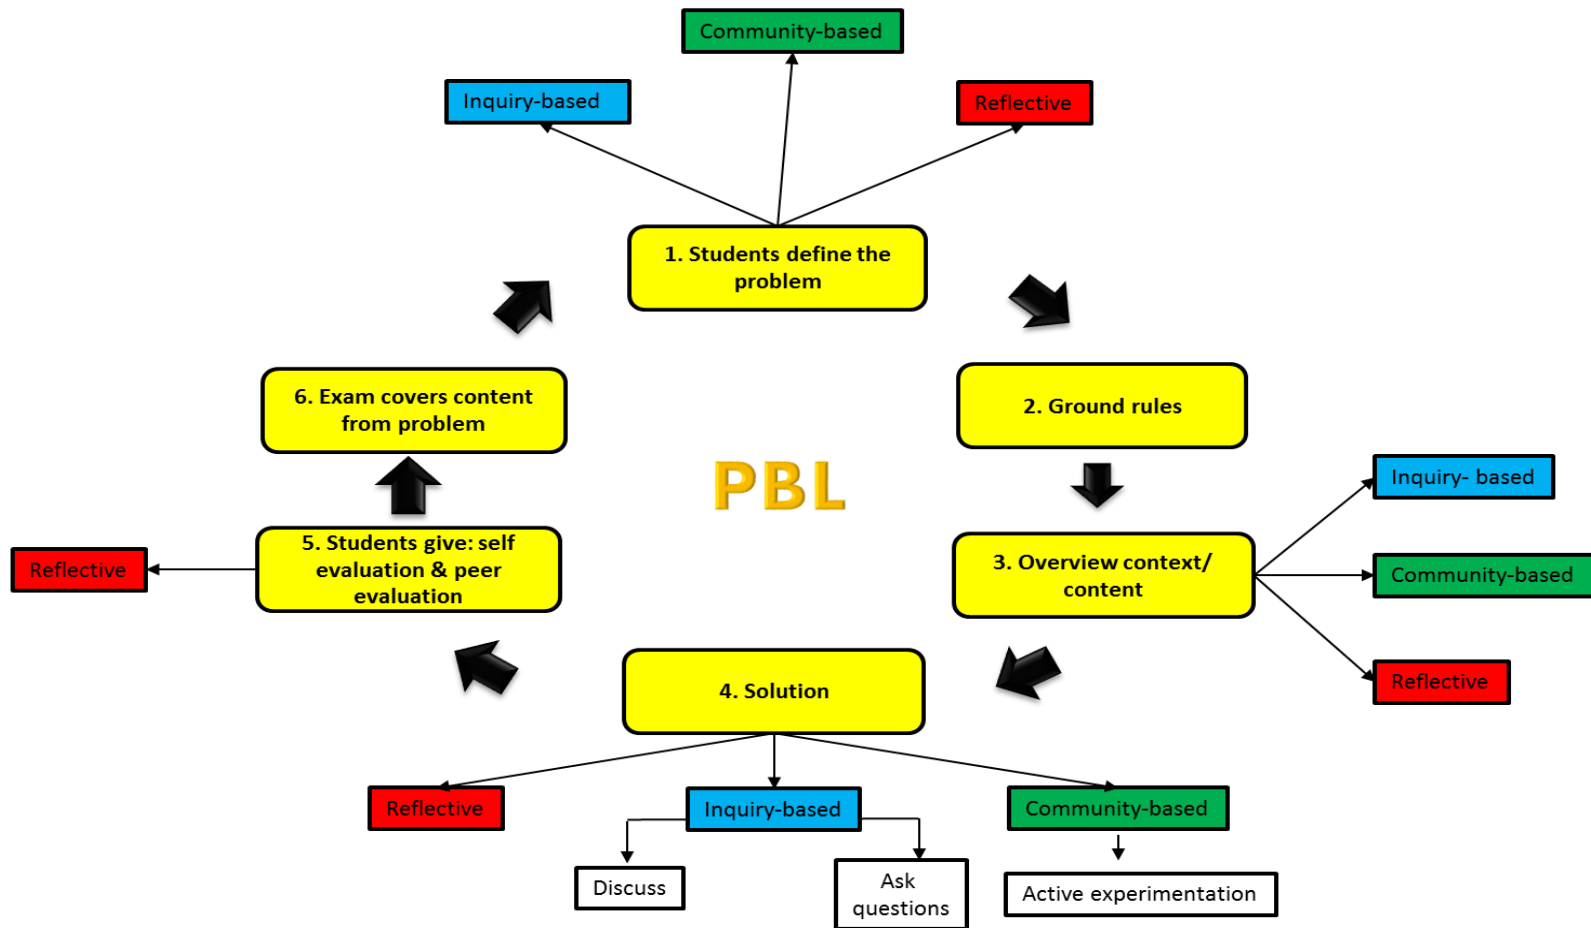 Community-based
Inquiry-based
Reflective
1. Students define the
problem
6. Exam covers content
from problem
2. Ground rules
PBL
Inquiry- based
5. Students give: self
evaluation & peer
evaluation
Reflective
3. Overview context/
content
Community-based
Reflective
4. Solution
Reflective
Inquiry-based
Community-based
Discuss
Ask
questions
Active experimentation